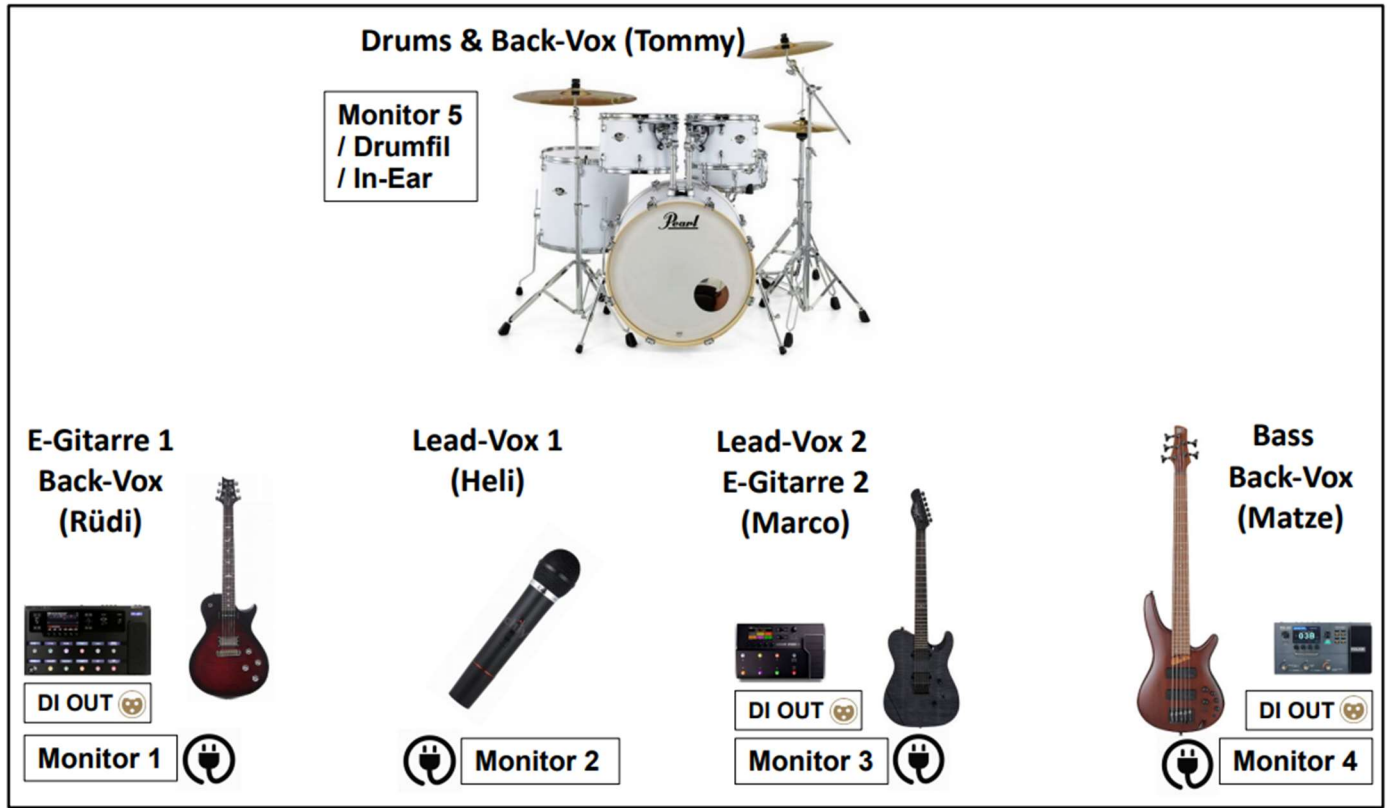 Drums & Back-Vox (Tommy)
Monitor 5
/ Drumfil
/ In-Ear
Pearl
E-Gitarre 1
Back-Vox
(Rüdi)
DI OUT
Monitor 1
Lead-Vox 1
(Heli)
Monitor 2
Lead-Vox 2
E-Gitarre 2
(Marco)
DI OUT
Monitor 3
Bass
Back-Vox
(Matze)
03B
DI OUT
Monitor 4